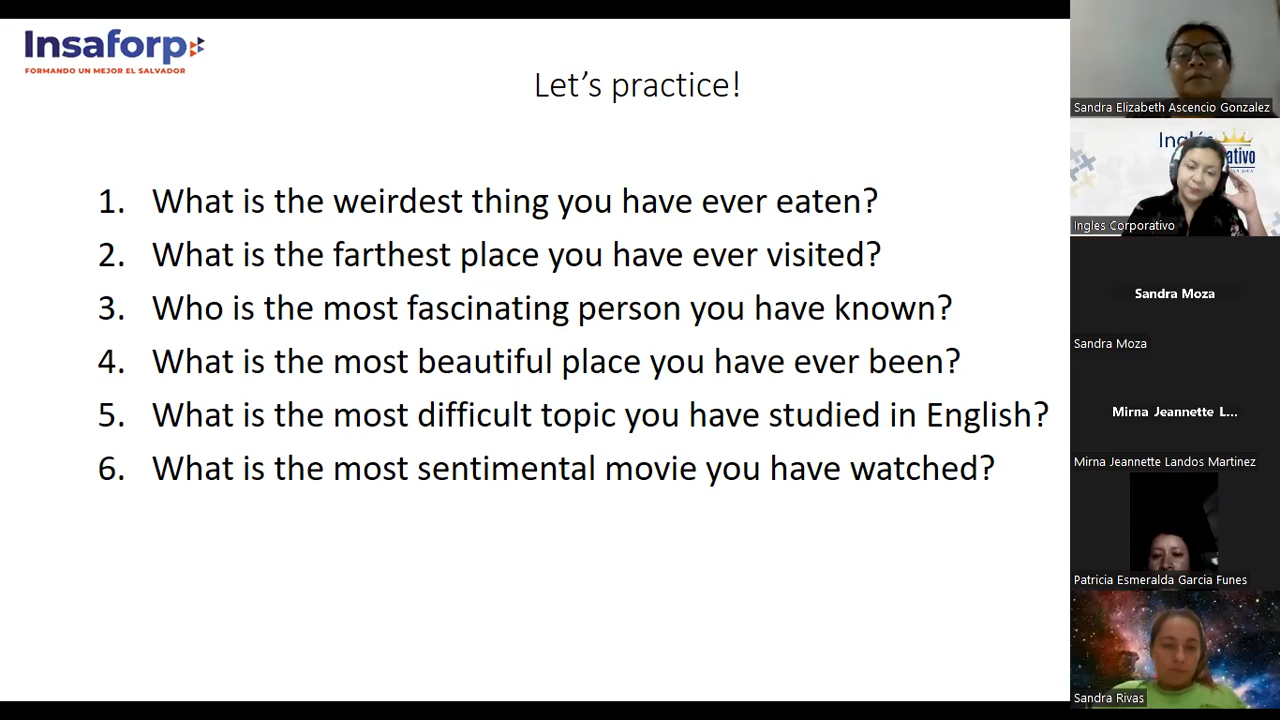 Insaforp
FORMANDO UN MEJOR EL SALVADOR
Let's practice!
1. What is the weirdest thing you have ever eaten?
2. What is the farthest place you have ever visited?
3. Who is the most fascinating person you have known?
4. What is the most beautiful place you have ever been?
5. What is the most difficult topic you have studied in English?
6. What is the most sentimental movie you have watched?
Sandra Elizabeth Ascencio Gonzalez
Ingles Corporativo
Sandra Moza
Sandra Moza
Mirna Jeannette L...
Mirna Jeannette Landos Martinez
Patricia Esmeralda Garcia Funes
Sandra Rivas